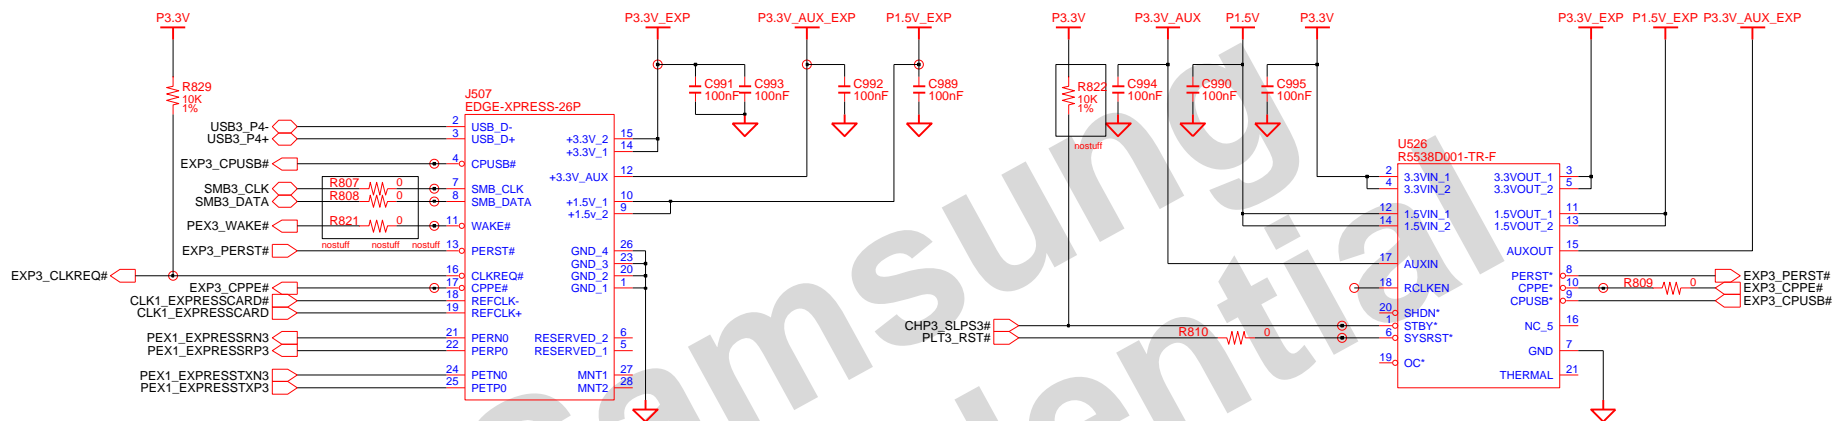 P3.3V
P3.3V_EXP
P3.3V_AUX_EXP
P1.5V_EXP
P3.3V
P3.3V_AUX
P1.5V
P3.3V
P3.3V_EXP
P1.5V_EXP
P3.3V_AUX_EXP
R829
10K
1%
C991
100nF
C993
100nF
C992
100nF
C989
100nF
R822
10K
1%
nostuff
C994
100nF
C990
100nF
C995
100nF
J507
EDGE-XPRESS-26P
USB3_P4- 2 USB_D-
USB3_P4+ 3 USB_D+
EXP3_CPUSB# 4 CPUSB#
SMB3_CLK R807 0 7 SMB_CLK
SMB3_DATA R808 0 8 SMB_DATA
PEX3_WAKE# R821 0 11 WAKE#
nostuff nostuff nostuff
EXP3_PERST# 13 PERST#
EXP3_CLKREQ# 16 CLKREQ#
EXP3_CPPE# 17 CPPE#
CLK1_EXPRESSCARD# 18 REFCLK-
CLK1_EXPRESSCARD 19 REFCLK+
PEX1_EXPRESSRN3 21 PERN0
PEX1_EXPRESSRP3 22 PERP0
PEX1_EXPRESSTXN3 24 PETN0
PEX1_EXPRESSTXP3 25 PETP0
+3.3V_2 15
+3.3V_1 14
+3.3V_AUX 12
+1.5V_1 10
+1.5v_2 9
GND_4 26
GND_3 23
GND_2 20
GND_1 1
RESERVED_2 6
RESERVED_1 5
MNT1 27
MNT2 28
U526
R5538D001-TR-F
2 3.3VIN_1
4 3.3VIN_2
12 1.5VIN_1
14 1.5VIN_2
17 AUXIN
18 RCLKEN
20 SHDN*
CHP3_SLPS3# 1 STBY*
PLT3_RST# R810 0 6 SYSRST*
19 OC*
3.3VOUT_1 3
3.3VOUT_2 5
1.5VOUT_1 11
1.5VOUT_2 13
AUXOUT 15
PERST* 8 EXP3_PERST#
CPPE* 10 R809 0 EXP3_CPPE#
CPUSB* 9 EXP3_CPUSB#
NC_5 16
GND 7
THERMAL 21
Samsung